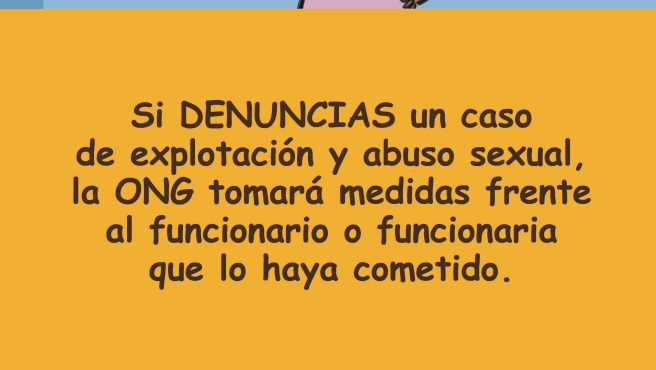 Si DENUNCIAS un caso
de explotación y abuso sexual,
la ONG tomará medidas frente
al funcionario o funcionaria
que lo haya cometido.